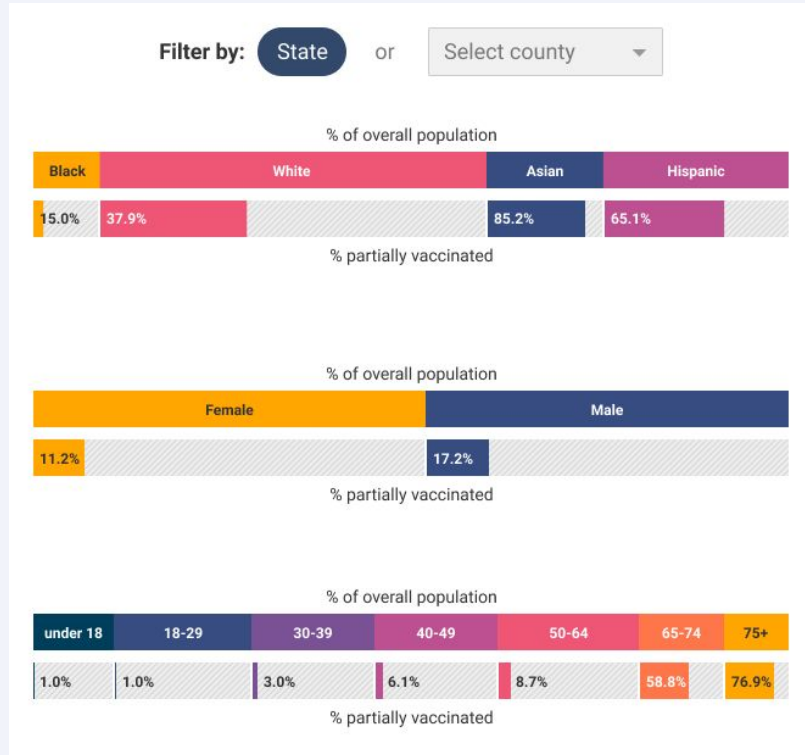 Filter by: State or Select county
% of overall population
Black White Asian Hispanic
15.0% 37.9% 85.2% 65.1%
% partially vaccinated
% of overall population
Female Male
11.2% 17.2%
% partially vaccinated
% of overall population
under 18 18-29 30-39 40-49 50-64 65-74 75+
1.0% 1.0% 3.0% 6.1% 8.7% 58.8% 76.9%
% partially vaccinated